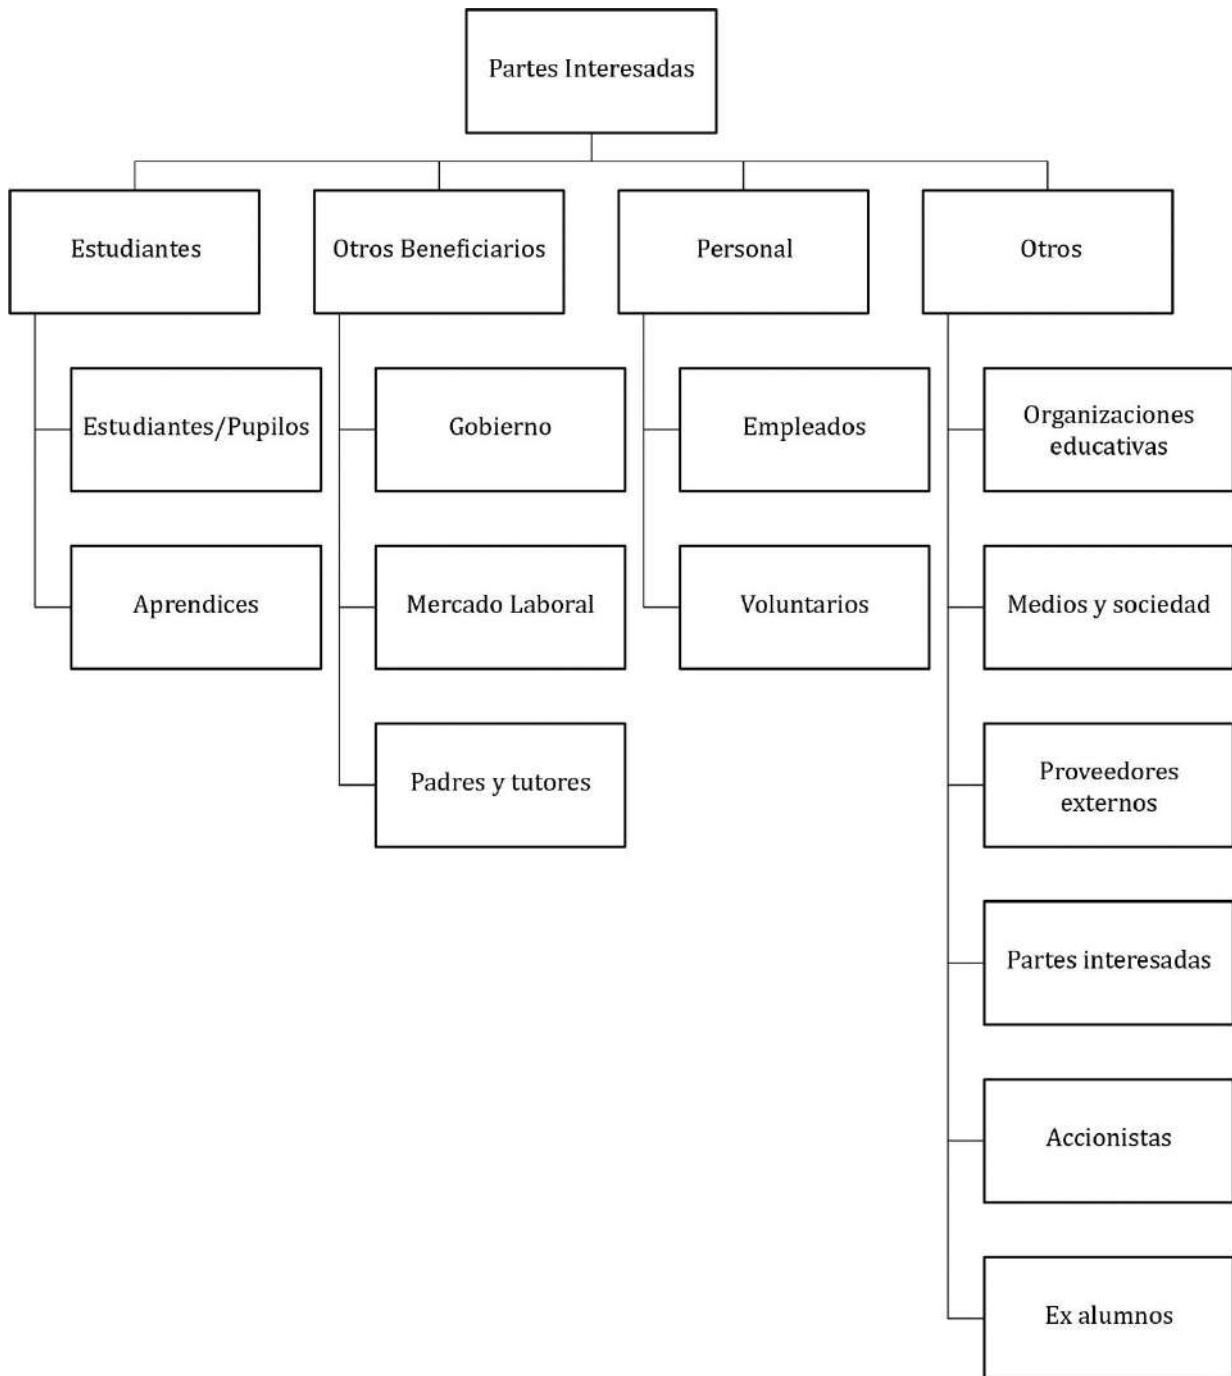 Partes Interesadas
Estudiantes
Otros Beneficiarios
Personal
Otros
Estudiantes/Pupilos
Gobierno
Empleados
Organizaciones
educativas
Aprendices
Mercado Laboral
Voluntarios
Medios y sociedad
Padres y tutores
Proveedores
externos
Partes interesadas
Accionistas
Ex alumnos